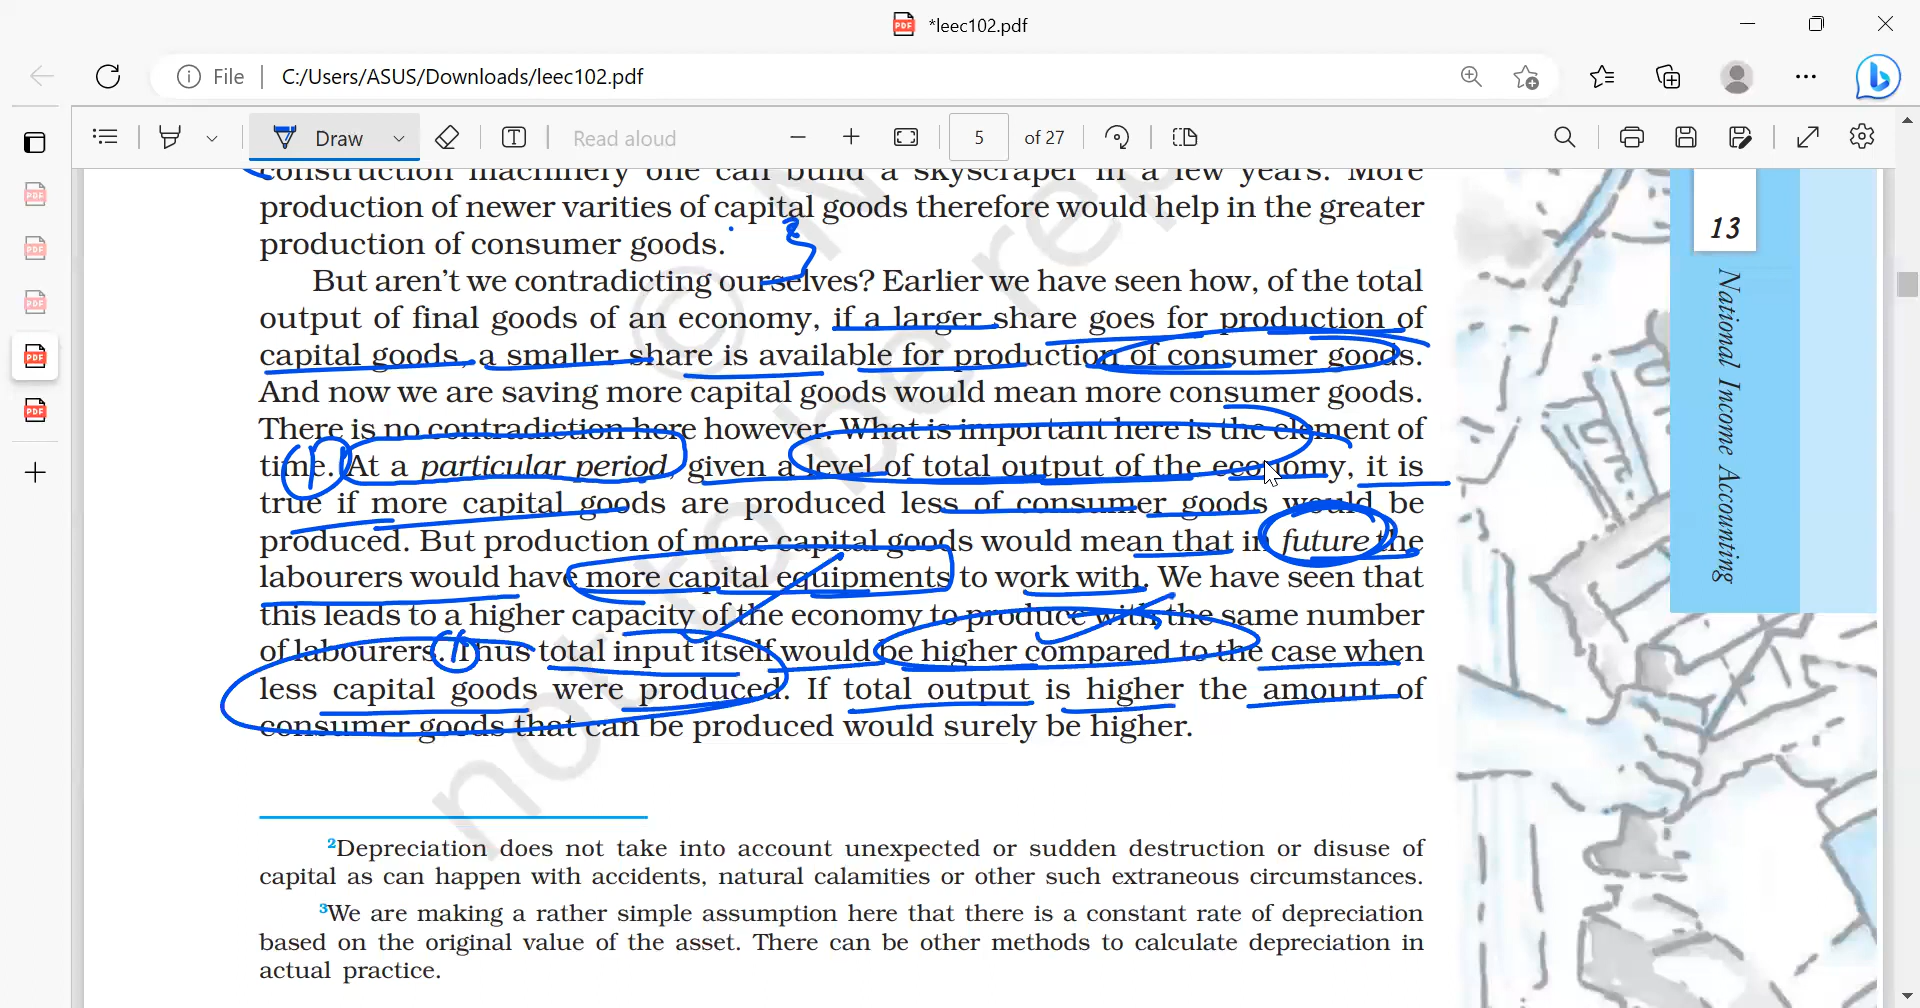 *leec102.pdf
File C:/Users/ASUS/Downloads/leec102.pdf
Draw Read aloud 5 of 27
construction machinery one can build a skyscraper in a few years. More
production of newer varities of capital goods therefore would help in the greater
production of consumer goods.
But aren't we contradicting ourselves? Earlier we have seen how, of the total
output of final goods of an economy, if a larger share goes for production of
capital goods, a smaller share is available for production of consumer goods.
And now we are saving more capital goods would mean more consumer goods.
There is no contradiction here however. What is important here is the element of
time. At a particular period, given a level of total output of the economy, it is
true if more capital goods are produced less of consumer goods would be
produced. But production of more capital goods would mean that in future the
labourers would have more capital equipments to work with. We have seen that
this leads to a higher capacity of the economy to produce with the same number
of labourers. Thus total input itself would be higher compared to the case when
less capital goods were produced. If total output is higher the amount of
consumer goods that can be produced would surely be higher.
2Depreciation does not take into account unexpected or sudden destruction or disuse of
capital as can happen with accidents, natural calamities or other such extraneous circumstances.
3We are making a rather simple assumption here that there is a constant rate of depreciation
based on the original value of the asset. There can be other methods to calculate depreciation in
actual practice.
13
National Income Accounting